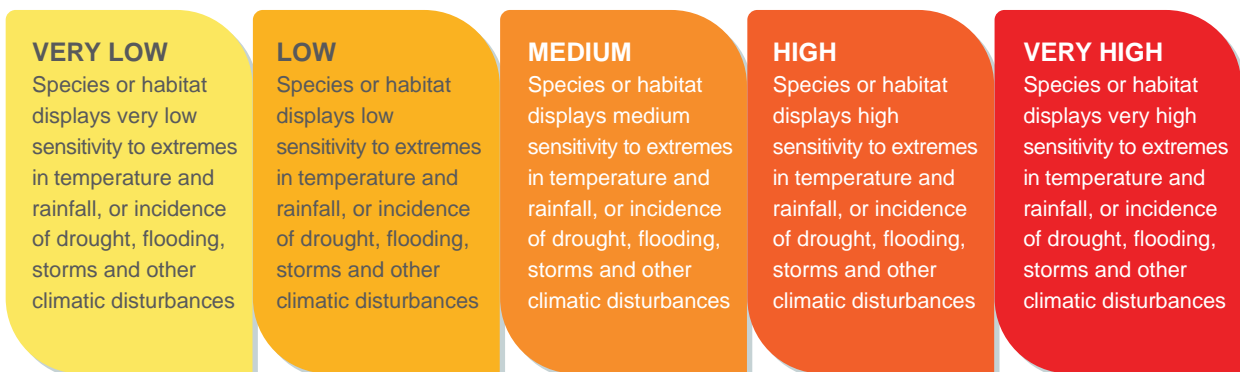 VERY LOW
Species or habitat
displays very low
sensitivity to extremes
in temperature and
rainfall, or incidence
of drought, flooding,
storms and other
climatic disturbances
LOW
Species or habitat
displays low
sensitivity to extremes
in temperature and
rainfall, or incidence
of drought, flooding,
storms and other
climatic disturbances
MEDIUM
Species or habitat
displays medium
sensitivity to extremes
in temperature and
rainfall, or incidence
of drought, flooding,
storms and other
climatic disturbances
HIGH
Species or habitat
displays high
sensitivity to extremes
in temperature and
rainfall, or incidence
of drought, flooding,
storms and other
climatic disturbances
VERY HIGH
Species or habitat
displays very high
sensitivity to extremes
in temperature and
rainfall, or incidence
of drought, flooding,
storms and other
climatic disturbances